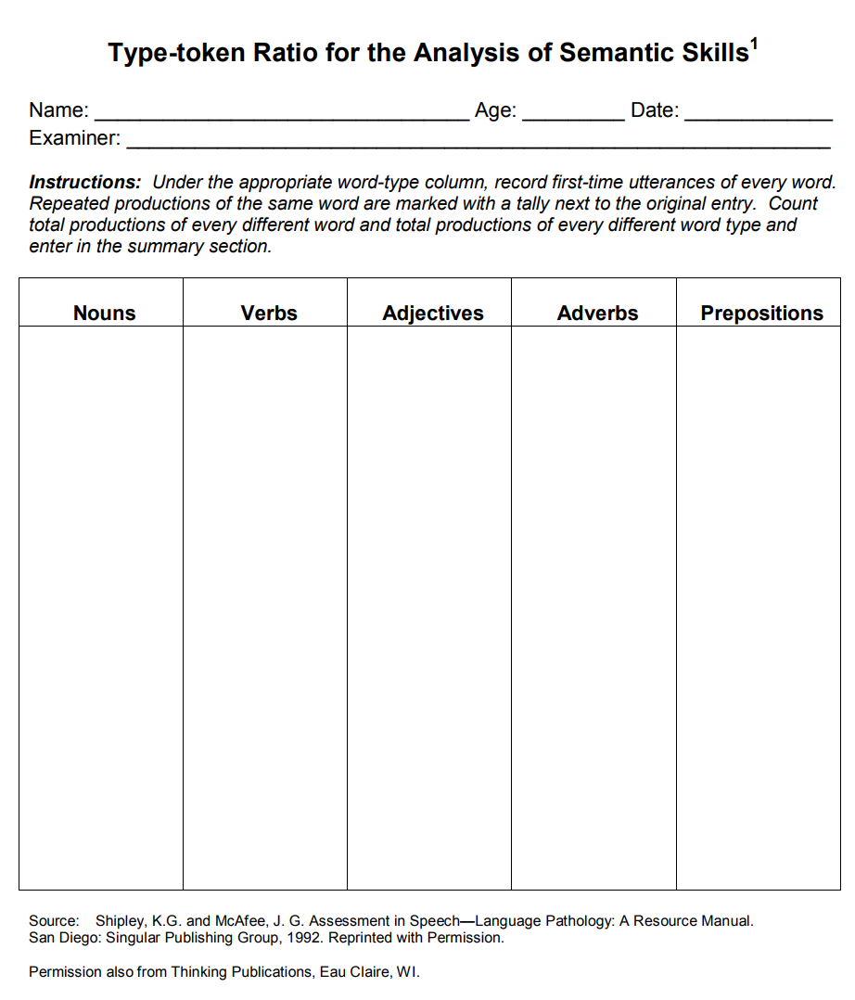 Type-token Ratio for the Analysis of Semantic Skills1
Name: _________________________________ Age: _________ Date: _____________
Examiner: ______________________________________________________________
Instructions: Under the appropriate word-type column, record first-time utterances of every word.
Repeated productions of the same word are marked with a tally next to the original entry. Count
total productions of every different word and total productions of every different word type and
enter in the summary section.
Nouns Verbs Adjectives Adverbs Prepositions
Source: Shipley, K.G. and McAfee, J. G. Assessment in Speech—Language Pathology: A Resource Manual.
San Diego: Singular Publishing Group, 1992. Reprinted with Permission.
Permission also from Thinking Publications, Eau Claire, WI.